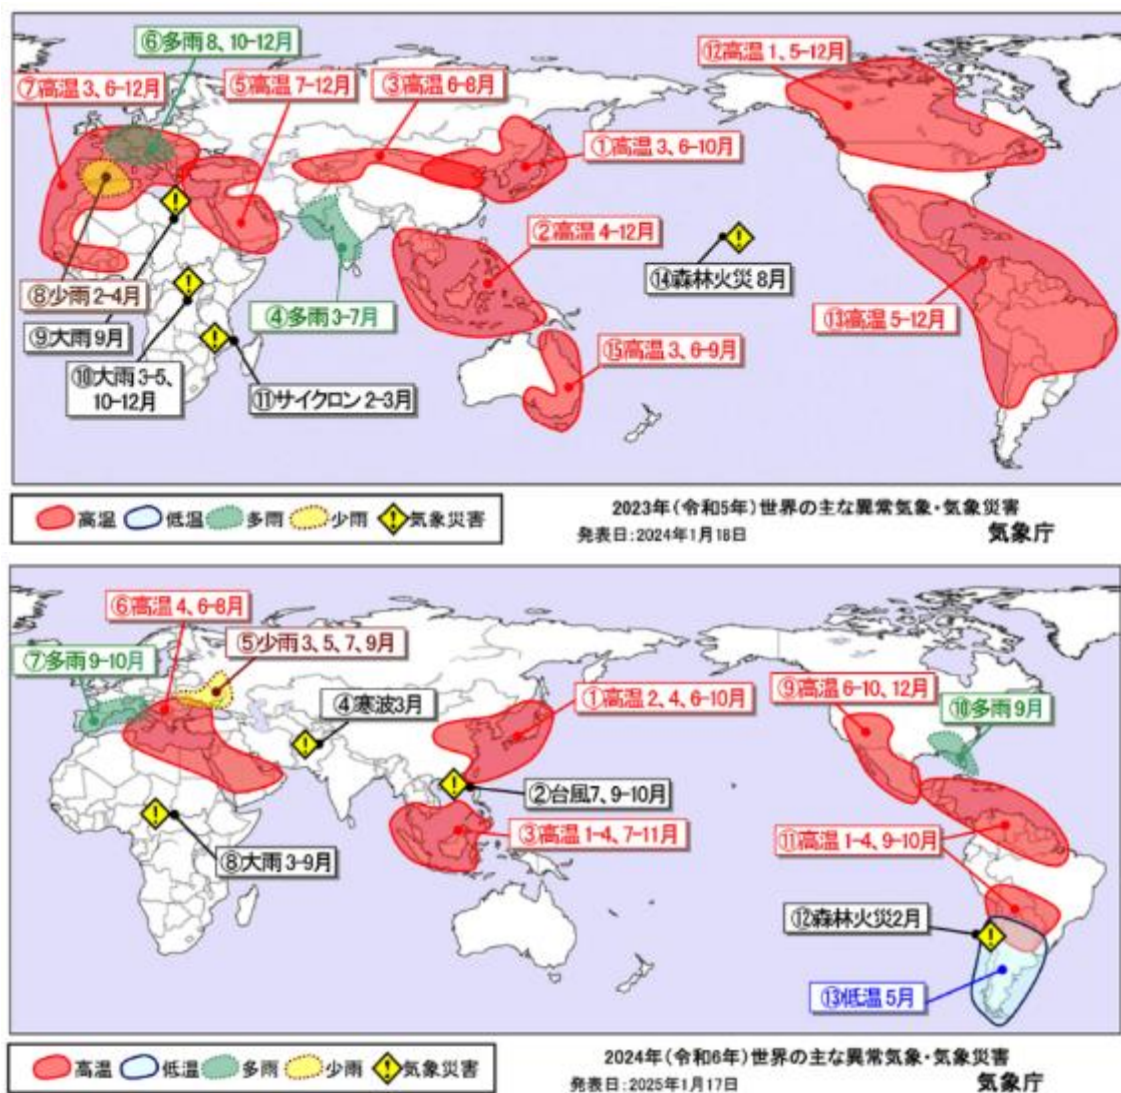 ⑥多雨 8、10-12月
⑦高温 3、6-12月
⑤高温 7-12月
③高温 6-8月
⑫高温 1、5-12月
①高温 3、6-10月
②高温 4-12月
⑭森林火災 8月
⑧少雨 2-4月
④多雨 3-7月
⑬高温 5-12月
⑨大雨 9月
⑮高温 3、6-9月
⑩大雨 3-5、
10-12月
⑪サイクロン 2-3月
高温 低温 多雨 少雨 気象災害
2023年(令和5年)世界の主な異常気象・気象災害
発表日:2024年1月18日 気象庁
⑥高温 4、6-8月
⑤少雨 3、5、7、9月
⑦多雨 9-10月
④寒波3月
①高温 2、4、6-10月
⑨高温 6-10、12月
⑩多雨 9月
②台風7、9-10月
③高温 1-4、7-11月
⑪高温 1-4、9-10月
⑧大雨 3-9月
⑫森林火災2月
⑬低温 5月
高温 低温 多雨 少雨 気象災害
2024年(令和6年)世界の主な異常気象・気象災害
発表日:2025年1月17日 気象庁